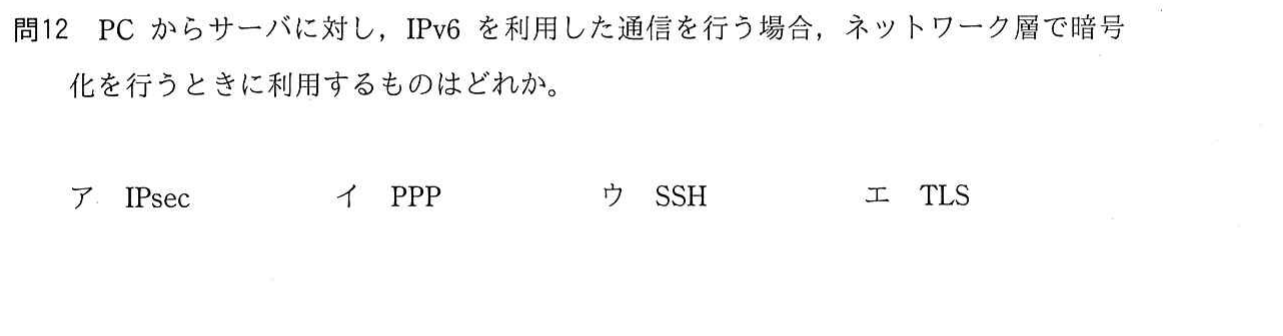 問12 PC からサーバに対し，IPv6 を利用した通信を行う場合，ネットワーク層で暗号
化を行うときに利用するものはどれか。
ア IPsec イ PPP ウ SSH エ TLS